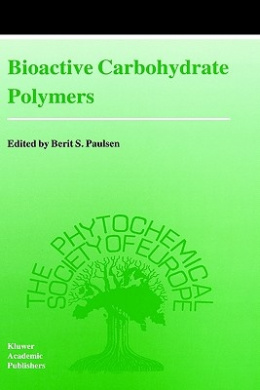 Bioactive Carbohydrate
Polymers
Edited by Berit S. Paulsen
THE PHYTOCHEMICAL
SOCIETY OF EUROPE
Kluwer
Academic
Publishers